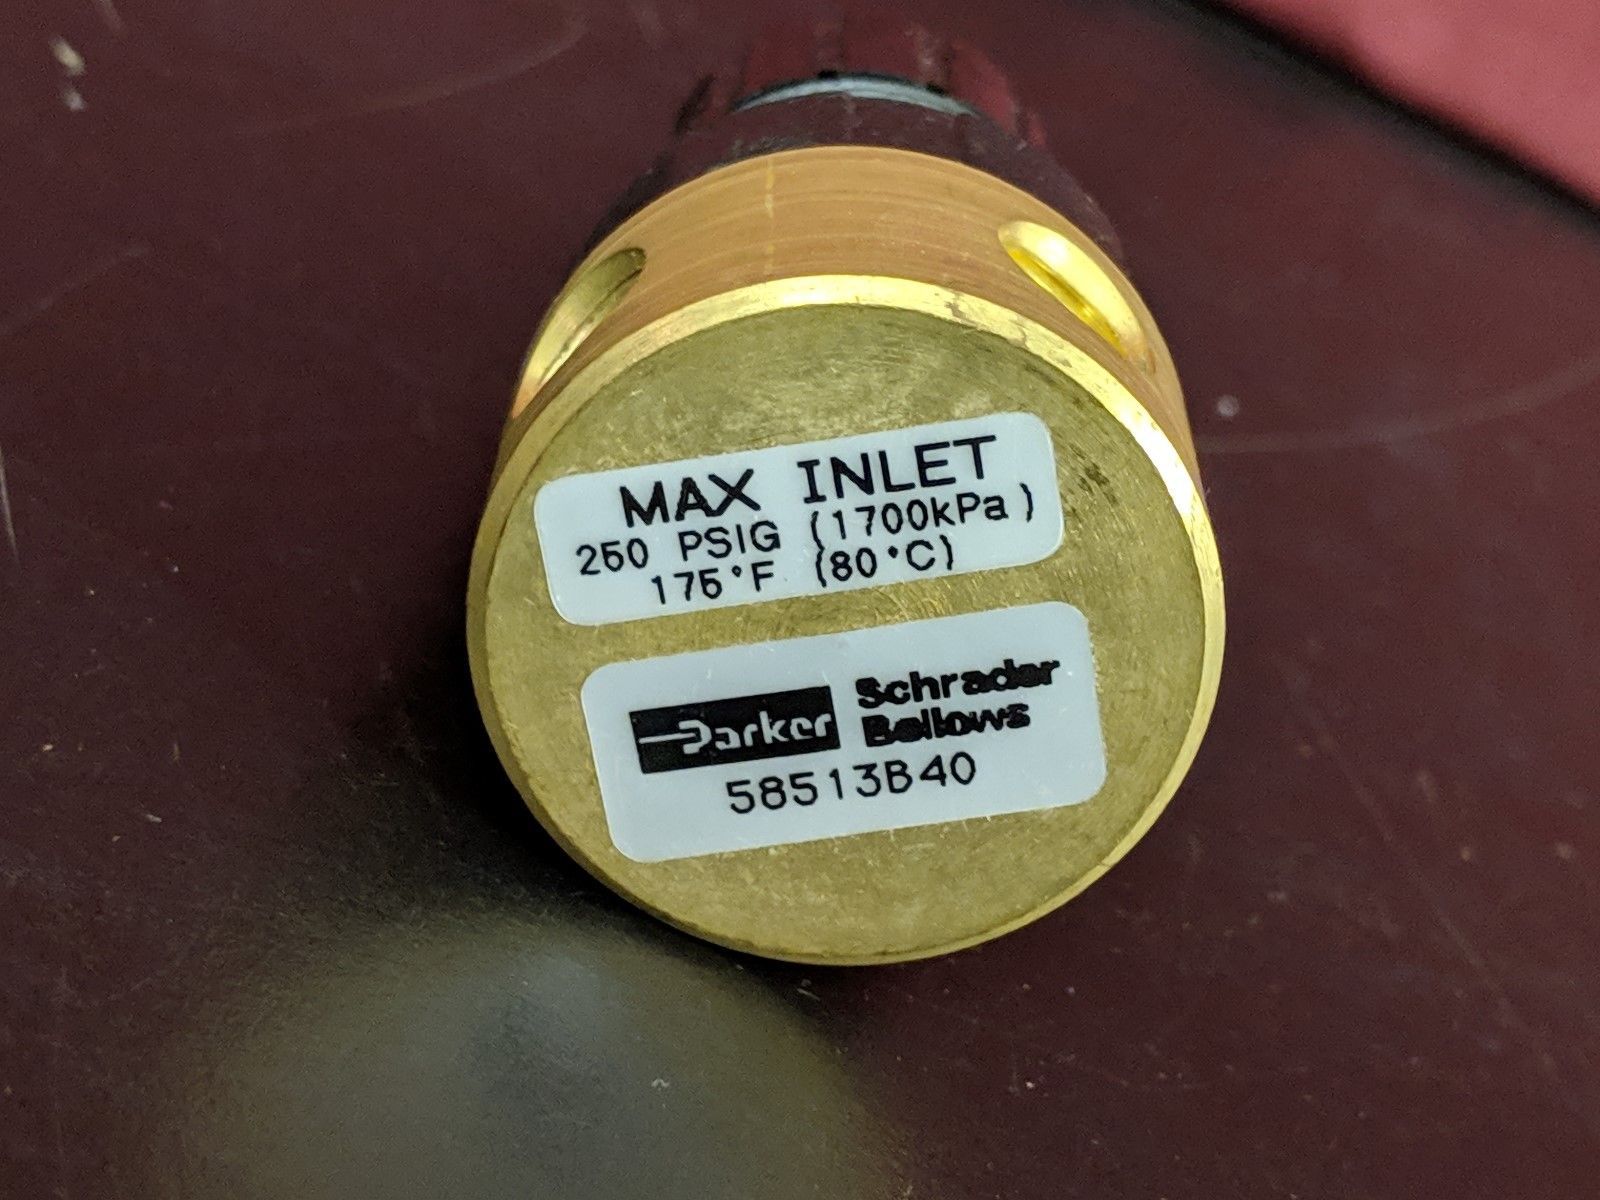 MAX INLET
250 PSIG (1700kPa)
175°F (80°C)
Parker Schrader
Bellows
58513B40